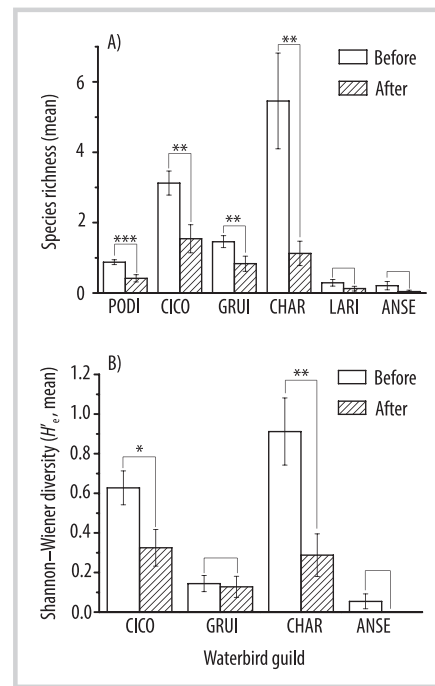 A)
Before
After
Species richness (mean)
6
4
2
0
***
**
**
**
PODI CICO GRUI CHAR LARI ANSE
B)
Before
After
Shannon–Wiener diversity (H′e, mean)
1.2
1.0
0.8
0.6
0.4
0.2
0.0
*
**
CICO GRUI CHAR ANSE
Waterbird guild